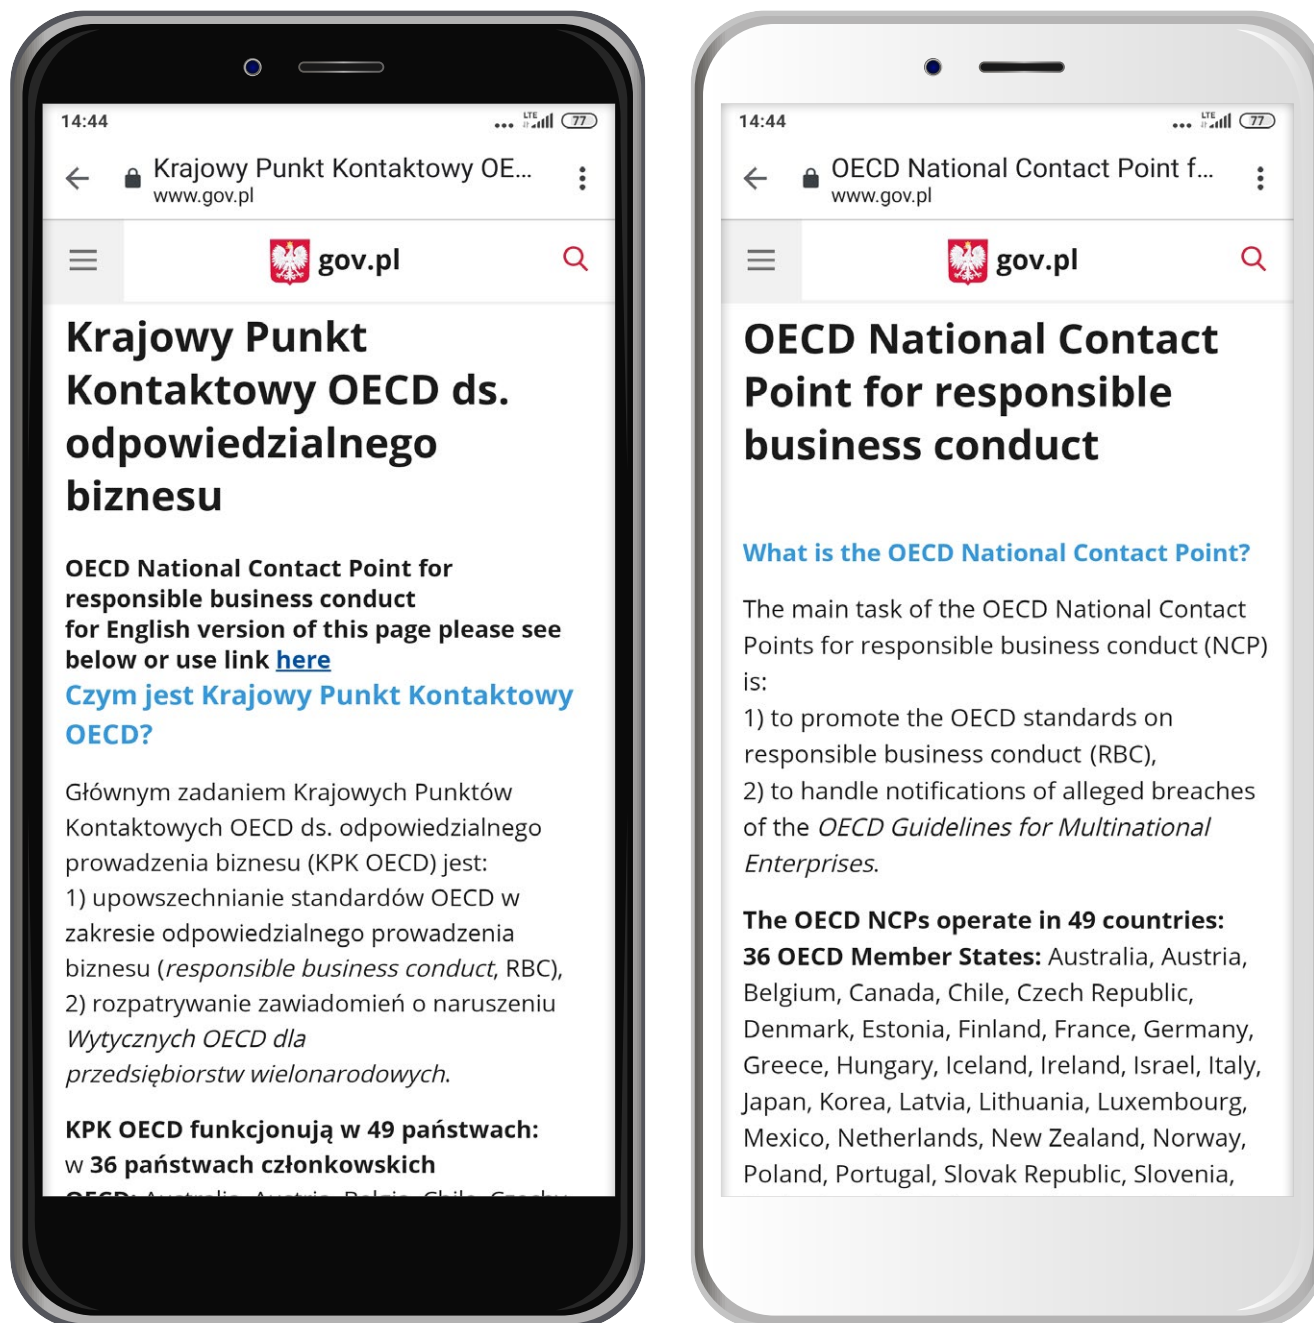 14:44
LTE
77
Krajowy Punkt Kontaktowy OE...
www.gov.pl
gov.pl
Krajowy Punkt
Kontaktowy OECD ds.
odpowiedzialnego
biznesu
OECD National Contact Point for
responsible business conduct
for English version of this page please see
below or use link here
Czym jest Krajowy Punkt Kontaktowy
OECD?
Głównym zadaniem Krajowych Punktów
Kontaktowych OECD ds. odpowiedzialnego
prowadzenia biznesu (KPK OECD) jest:
1) upowszechnianie standardów OECD w
zakresie odpowiedzialnego prowadzenia
biznesu (responsible business conduct, RBC),
2) rozpatrywanie zawiadomień o naruszeniu
Wytycznych OECD dla
przedsiębiorstw wielonarodowych.
KPK OECD funkcjonują w 49 państwach:
w 36 państwach członkowskich
OECD: Australia, Austria, Belgia, Chile, Czechy,
14:44
LTE
77
OECD National Contact Point f...
www.gov.pl
gov.pl
OECD National Contact
Point for responsible
business conduct
What is the OECD National Contact Point?
The main task of the OECD National Contact
Points for responsible business conduct (NCP)
is:
1) to promote the OECD standards on
responsible business conduct (RBC),
2) to handle notifications of alleged breaches
of the OECD Guidelines for Multinational
Enterprises.
The OECD NCPs operate in 49 countries:
36 OECD Member States: Australia, Austria,
Belgium, Canada, Chile, Czech Republic,
Denmark, Estonia, Finland, France, Germany,
Greece, Hungary, Iceland, Ireland, Israel, Italy,
Japan, Korea, Latvia, Lithuania, Luxembourg,
Mexico, Netherlands, New Zealand, Norway,
Poland, Portugal, Slovak Republic, Slovenia,